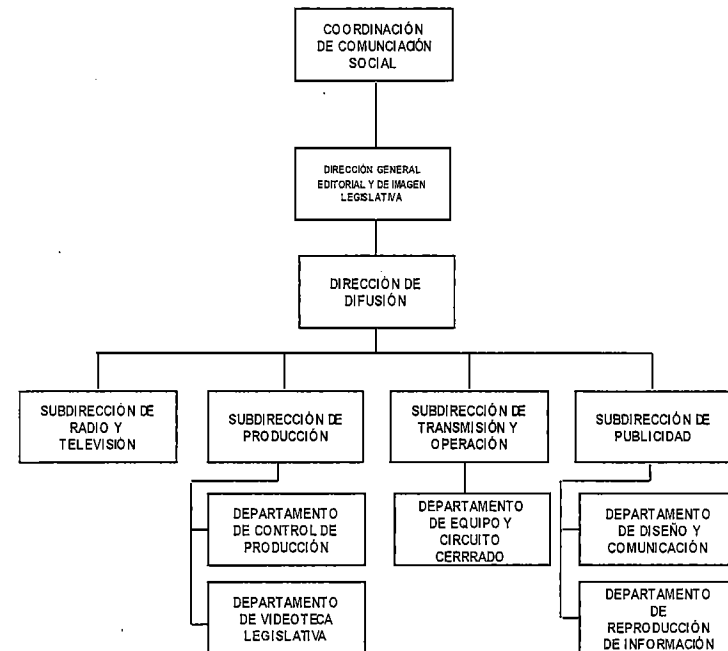 COORDINACIÓN
DE COMUNCIACIÓN
SOCIAL
DIRECCIÓN GENERAL
EDITORIAL Y DE IMAGEN
LEGISLATIVA
DIRECCIÓN DE
DIFUSIÓN
SUBDIRECCIÓN DE
RADIO Y
TELEVISIÓN
SUBDIRECCIÓN DE
PRODUCCIÓN
SUBDIRECCIÓN DE
TRANSMISIÓN Y
OPERACIÓN
SUBDIRECCIÓN DE
PUBLICIDAD
DEPARTAMENTO
DE CONTROL DE
PRODUCCIÓN
DEPARTAMENTO
DE EQUIPO Y
CIRCUITO
CERRRADO
DEPARTAMENTO
DE DISEÑO Y
COMUNICACIÓN
DEPARTAMENTO
DE VIDEOTECA
LEGISLATIVA
DEPARTAMENTO
DE
REPRODUCCIÓN
DE INFORMACIÓN